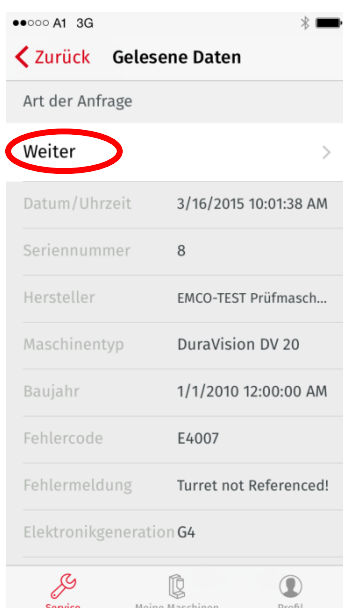 A1 3G
Zurück Gelesene Daten
Art der Anfrage
Weiter
Datum/Uhrzeit 3/16/2015 10:01:38 AM
Seriennummer 8
Hersteller EMCO-TEST Prüfmasch...
Maschinentyp DuraVision DV 20
Baujahr 1/1/2010 12:00:00 AM
Fehlercode E4007
Fehlermeldung Turret not Referenced!
Elektronikgeneration G4
Service Meine Maschinen Profil